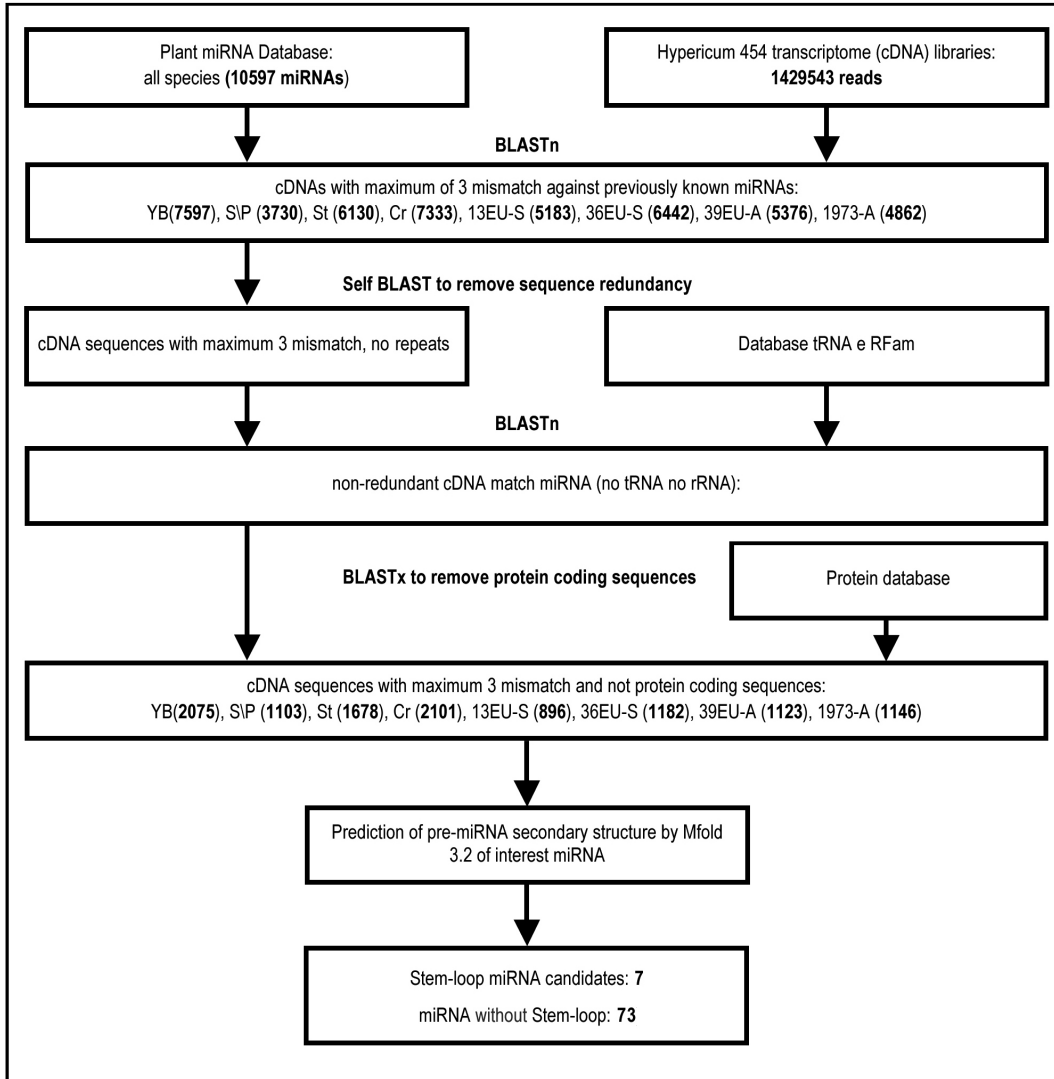 Plant miRNA Database:
all species (10597 miRNAs)
Hypericum 454 transcriptome (cDNA) libraries:
1429543 reads
BLASTn
cDNAs with maximum of 3 mismatch against previously known miRNAs:
YB(7597), S\P (3730), St (6130), Cr (7333), 13EU-S (5183), 36EU-S (6442), 39EU-A (5376), 1973-A (4862)
Self BLAST to remove sequence redundancy
cDNA sequences with maximum 3 mismatch, no repeats
Database tRNA e RFam
BLASTn
non-redundant cDNA match miRNA (no tRNA no rRNA):
BLASTx to remove protein coding sequences
Protein database
cDNA sequences with maximum 3 mismatch and not protein coding sequences:
YB(2075), S\P (1103), St (1678), Cr (2101), 13EU-S (896), 36EU-S (1182), 39EU-A (1123), 1973-A (1146)
Prediction of pre-miRNA secondary structure by Mfold
3.2 of interest miRNA
Stem-loop miRNA candidates: 7
miRNA without Stem-loop: 73